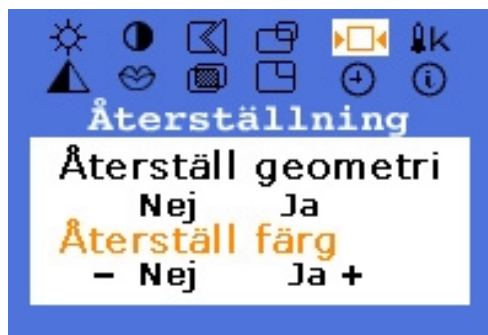 K
Återställning
Återställ geometri
Nej Ja
Återställ färg
– Nej Ja +